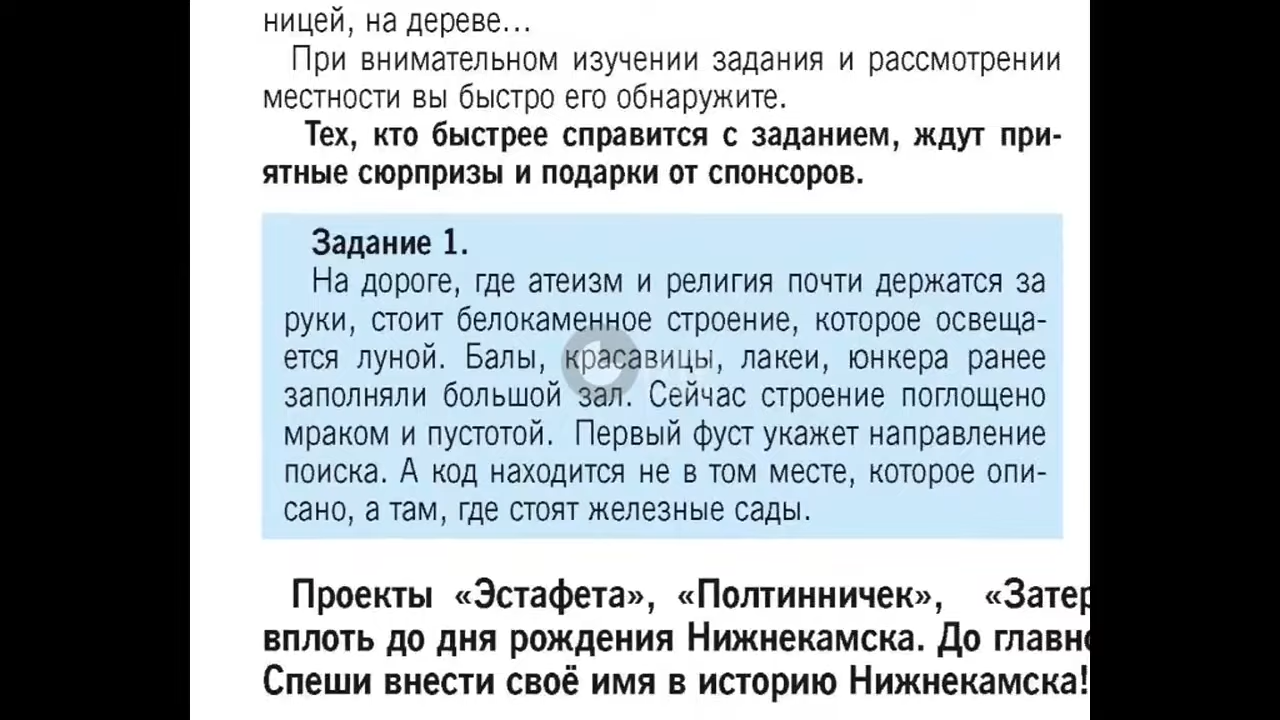 ницей, на дереве...
При внимательном изучении задания и рассмотрении
местности вы быстро его обнаружите.
Тех, кто быстрее справится с заданием, ждут при-
ятные сюрпризы и подарки от спонсоров.
Задание 1.
На дороге, где атеизм и религия почти держатся за
руки, стоит белокаменное строение, которое освеща-
ется луной. Балы, красавицы, лакеи, юнкера ранее
заполняли большой зал. Сейчас строение поглощено
мраком и пустотой. Первый фуст укажет направление
поиска. А код находится не в том месте, которое опи-
сано, а там, где стоят железные сады.
Проекты «Эстафета», «Полтинничек», «Затер
вплоть до дня рождения Нижнекамска. До главно
Спеши внести своё имя в историю Нижнекамска!